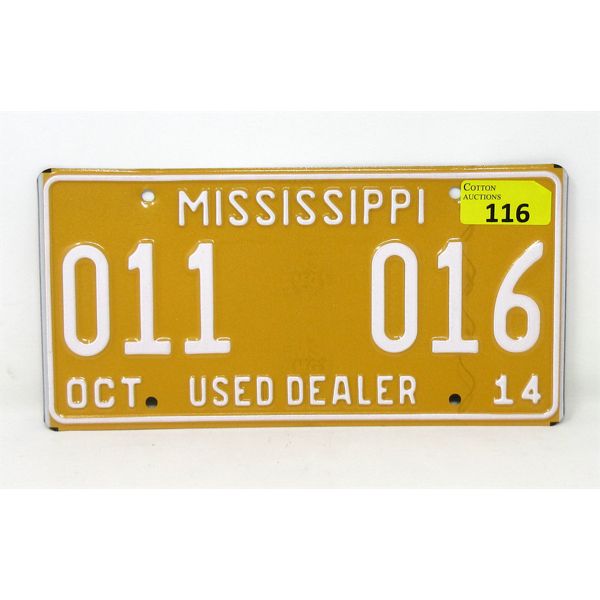 MISSISSIPPI
COTTON
AUCTIONS
116
011 016
OCT USED DEALER 14